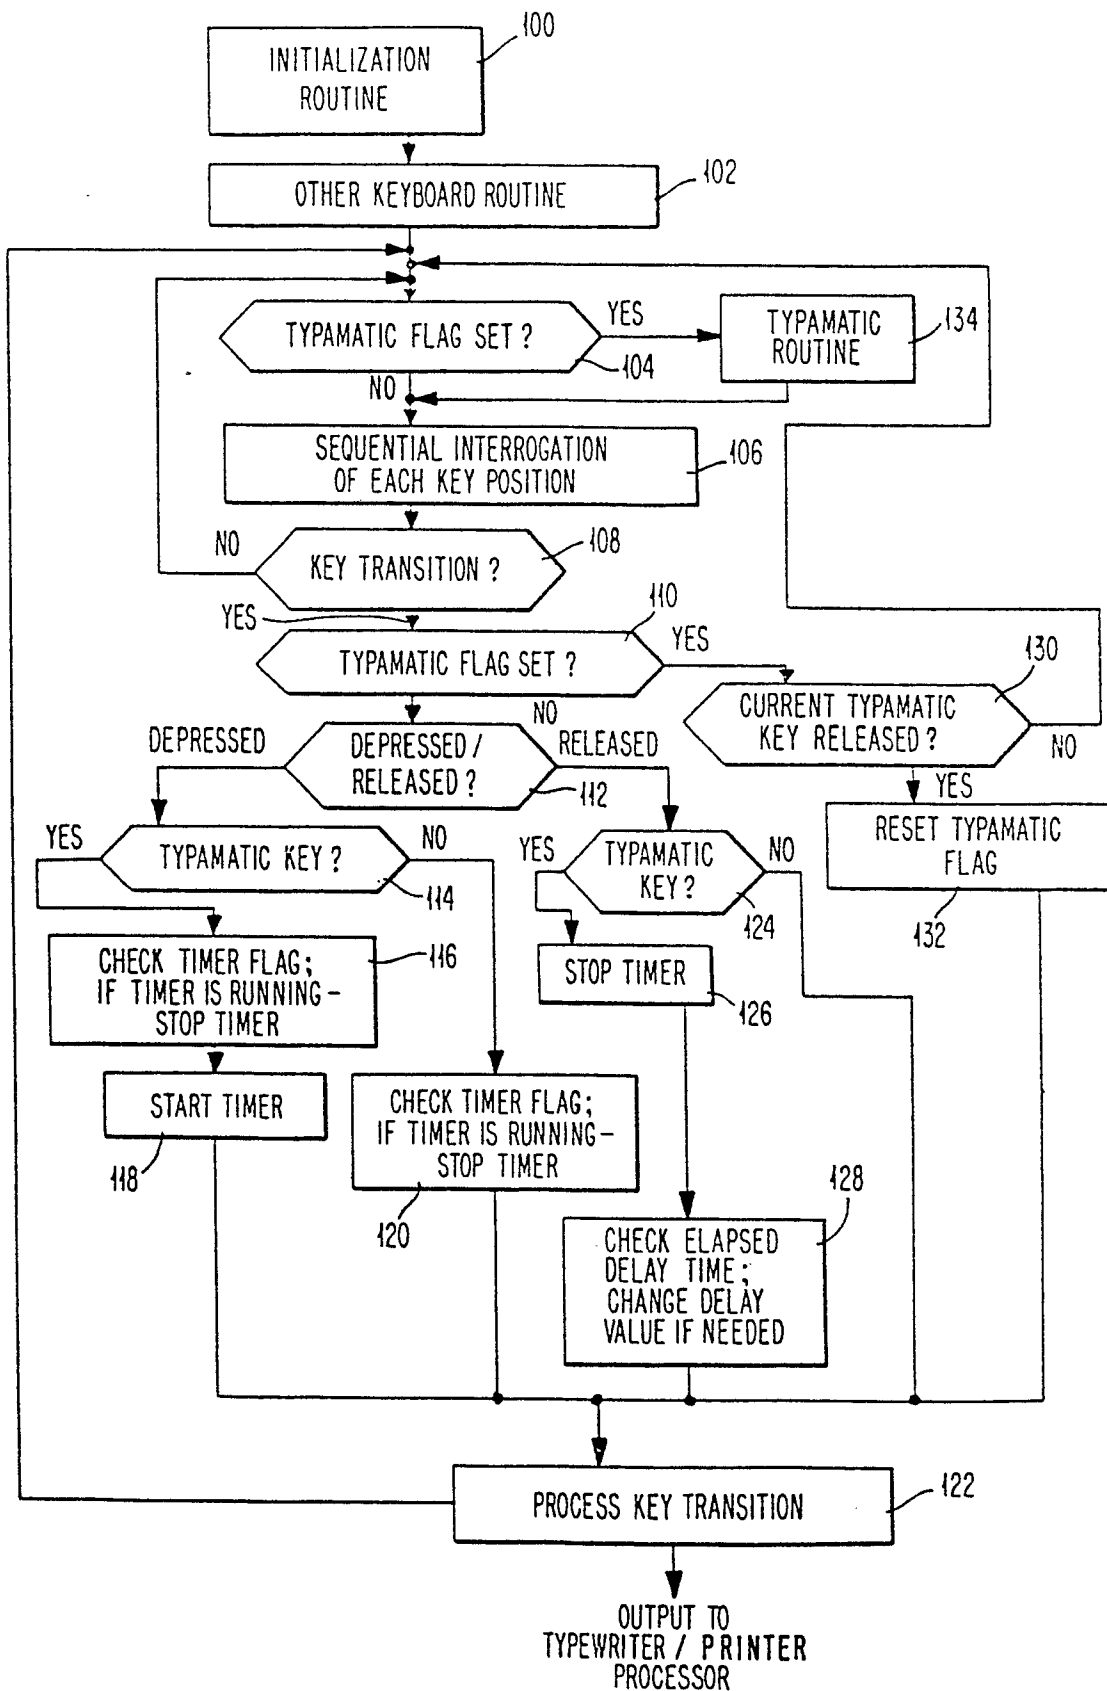 100
INITIALIZATION
ROUTINE
102
OTHER KEYBOARD ROUTINE
TYPAMATIC FLAG SET ?
104
YES
NO
TYPAMATIC
ROUTINE
134
SEQUENTIAL INTERROGATION
OF EACH KEY POSITION
106
NO
KEY TRANSITION ?
108
YES
110
TYPAMATIC FLAG SET ?
YES
NO
130
CURRENT TYPAMATIC
KEY RELEASED ?
NO
YES
DEPRESSED
DEPRESSED /
RELEASED ?
RELEASED
112
RESET TYPAMATIC
FLAG
132
YES
TYPAMATIC KEY ?
NO
114
YES
TYPAMATIC
KEY ?
NO
124
CHECK TIMER FLAG;
IF TIMER IS RUNNING-
STOP TIMER
116
STOP TIMER
126
START TIMER
118
CHECK TIMER FLAG;
IF TIMER IS RUNNING-
STOP TIMER
120
128
CHECK ELAPSED
DELAY TIME;
CHANGE DELAY
VALUE IF NEEDED
PROCESS KEY TRANSITION
122
OUTPUT TO
TYPEWRITER / PRINTER
PROCESSOR